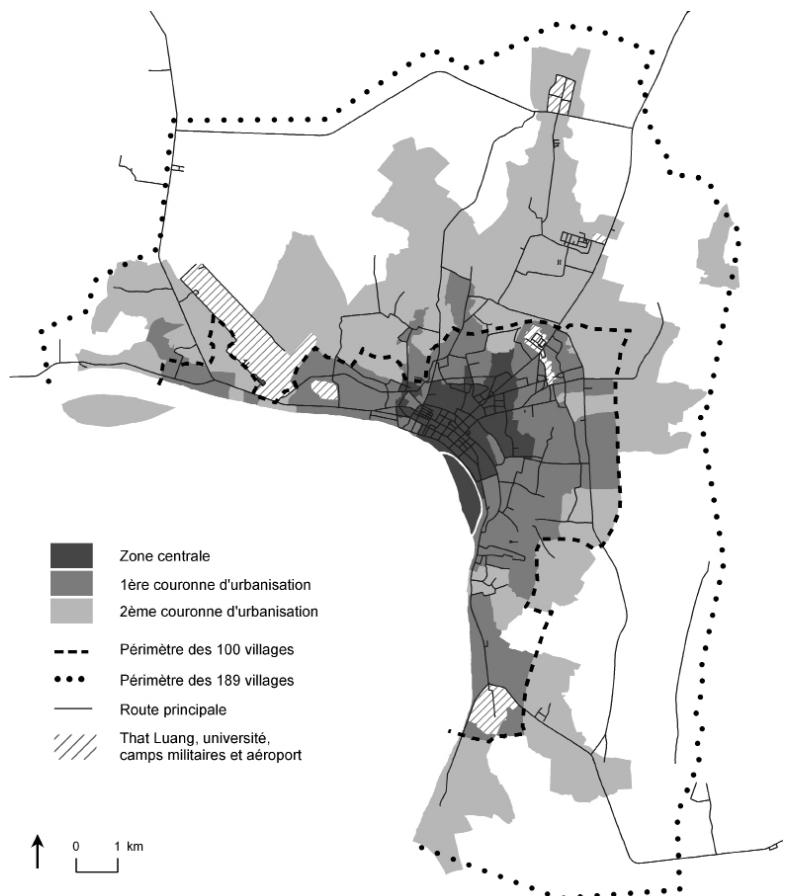 Zone centrale
1ère couronne d'urbanisation
2ème couronne d'urbanisation
Périmètre des 100 villages
Périmètre des 189 villages
Route principale
That Luang, université,
camps militaires et aéroport
0 1 km